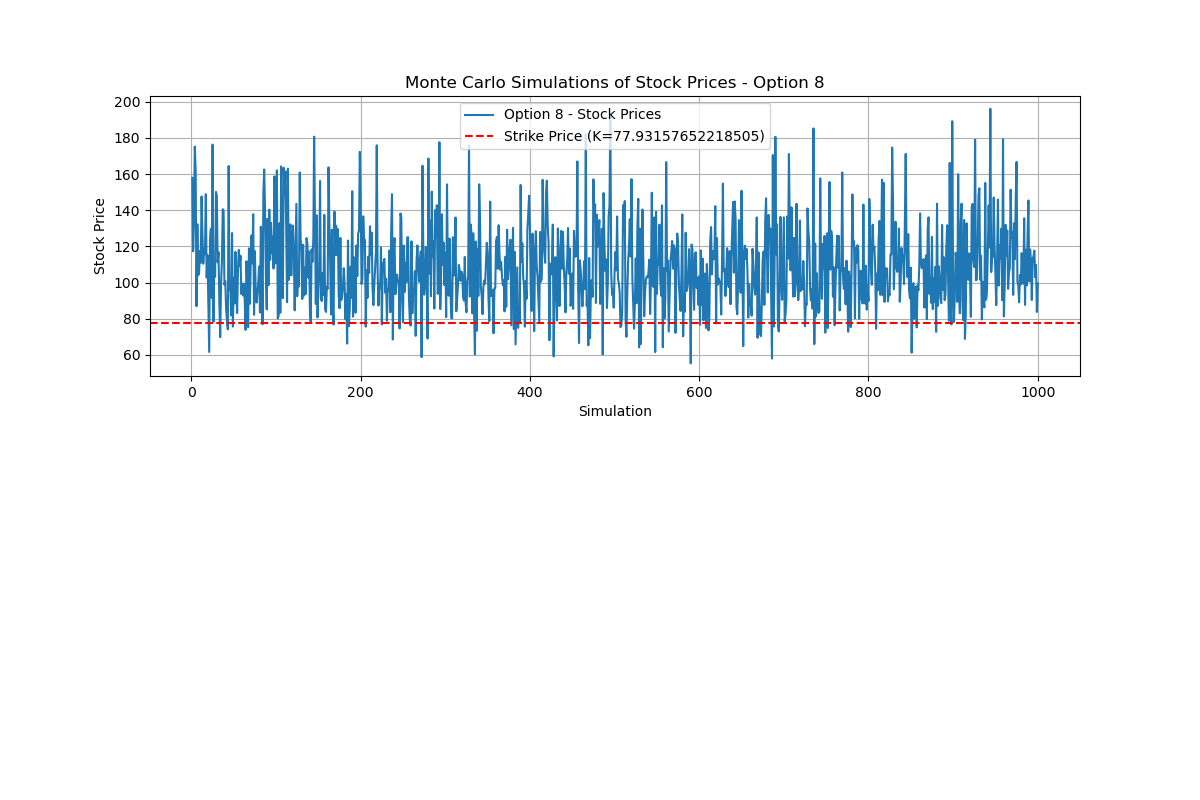 Monte Carlo Simulations of Stock Prices - Option 8
Option 8 - Stock Prices
Strike Price (K=77.93157652218505)
Stock Price
200
180
160
140
120
100
80
60
0 200 400 600 800 1000
Simulation